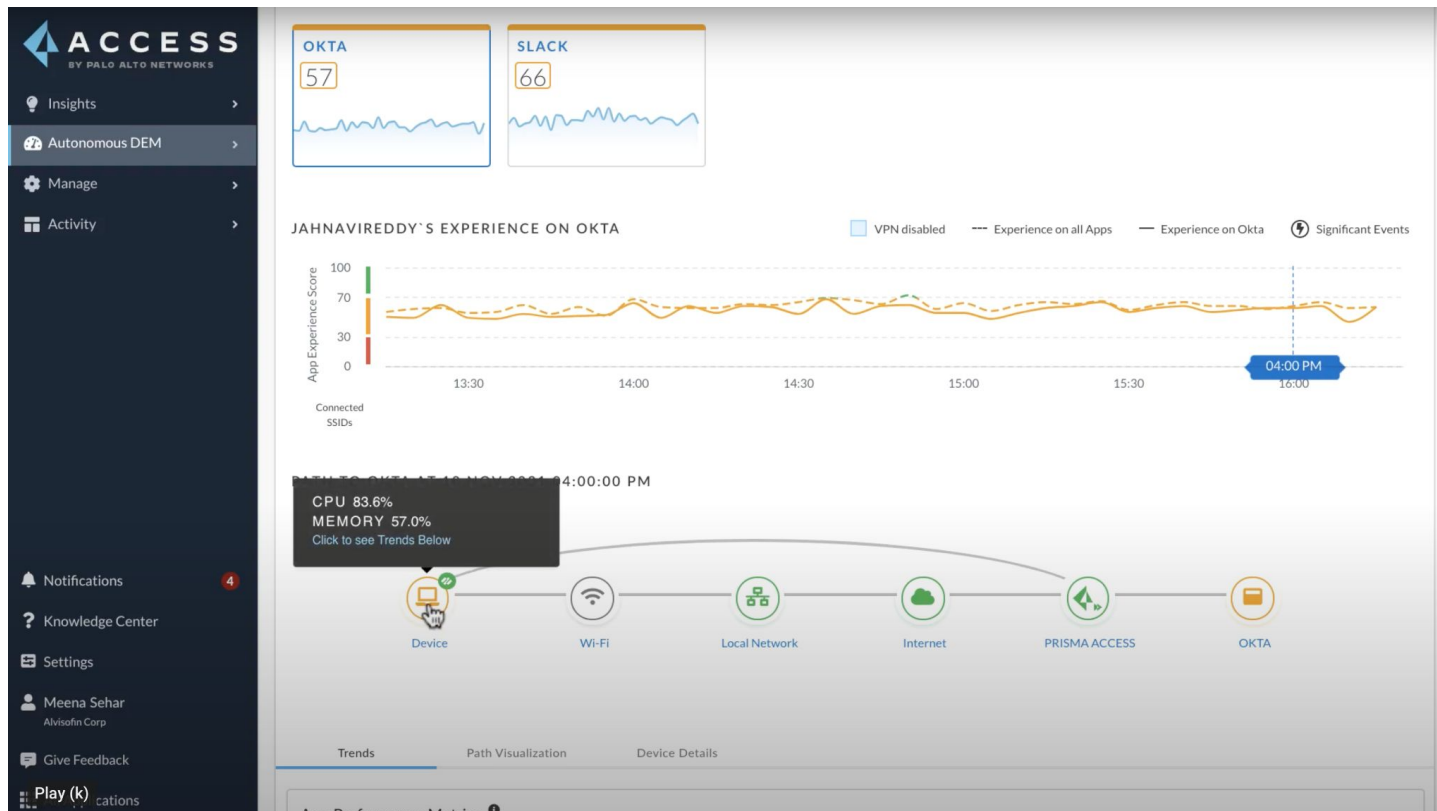 ACCESS
BY PALO ALTO NETWORKS
Insights
Autonomous DEM
Manage
Activity
Notifications
4
Knowledge Center
Settings
Meena Sehar
Alvisofin Corp
Give Feedback
Play (k)
cations
OKTA
57
SLACK
66
JAHNAVIREDDY`S EXPERIENCE ON OKTA
VPN disabled
Experience on all Apps
Experience on Okta
Significant Events
App Experience Score
100
70
30
0
13:30
14:00
14:30
15:00
15:30
16:00
04:00 PM
Connected
SSIDs
4:00:00 PM
CPU 83.6%
MEMORY 57.0%
Click to see Trends Below
Device
Wi-Fi
Local Network
Internet
PRISMA ACCESS
OKTA
Trends
Path Visualization
Device Details